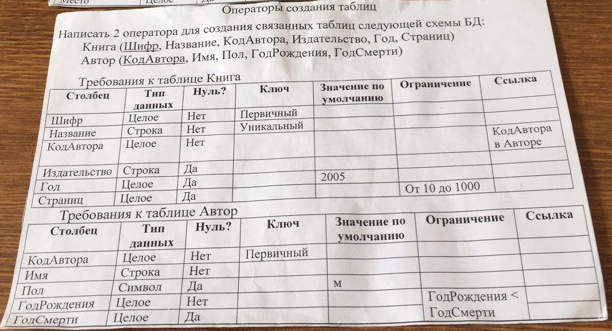 Место Целое Да
Операторы создания таблиц
Написать 2 оператора для создания связанных таблиц следующей схемы БД:
Книга (Шифр, Название, КодАвтора, Издательство, Год, Страниц)
Автор (КодАвтора, Имя, Пол, ГодРождения, ГодСмерти)
Требования к таблице Книга
Столбец Тип данных Нуль? Ключ Значение по умолчанию Ограничение Ссылка
Шифр Целое Нет Первичный
Название Строка Нет Уникальный
КодАвтора Целое Нет КодАвтора в Авторе
Издательство Строка Да
Год Целое Да 2005
Страниц Целое Да От 10 до 1000
Требования к таблице Автор
Столбец Тип данных Нуль? Ключ Значение по умолчанию Ограничение Ссылка
КодАвтора Целое Нет Первичный
Имя Строка Нет
Пол Символ Да м
ГодРождения Целое Нет ГодРождения <
ГодСмерти Целое Да ГодСмерти